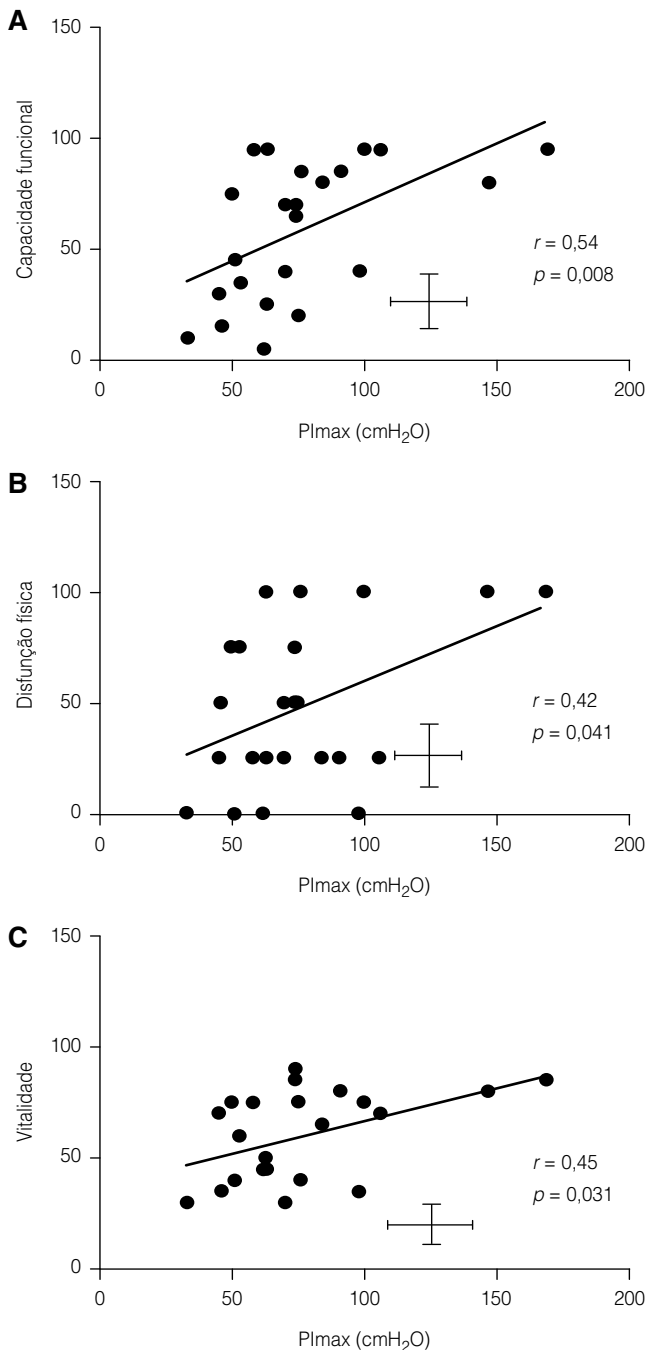 A
150
100
50
0
Capacidade funcional
r = 0,54
p = 0,008
0 50 100 150 200
PImax (cmH₂O)
B
150
100
50
0
Disfunção física
r = 0,42
p = 0,041
0 50 100 150 200
PImax (cmH₂O)
C
150
100
50
0
Vitalidade
r = 0,45
p = 0,031
0 50 100 150 200
PImax (cmH₂O)